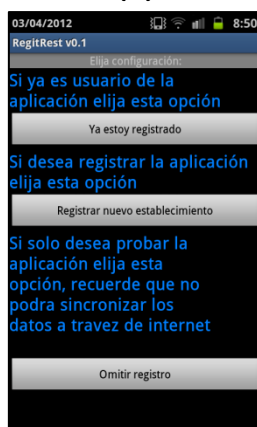 03/04/2012 8:50
RegitRest v0.1
Elija configuración:
Si ya es usuario de la
aplicación elija esta opción
Ya estoy registrado
Si desea registrar la aplicación
elija esta opción
Registrar nuevo establecimiento
Si solo desea probar la
aplicación elija esta
opción, recuerde que no
podra sincronizar los
datos a travez de internet
Omitir registro